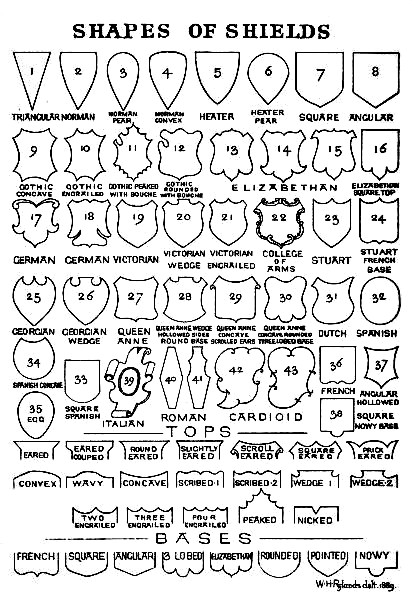 SHAPES OF SHIELDS
1 2 3 4 5 6 7 8
TRIANGULAR NORMAN NORMAN PEAR NORMAN CONVEX HEATER HEATER PEAR SQUARE ANGULAR
9 10 11 12 13 14 15 16
GOTHIC CONCAVE GOTHIC ENGRAILED GOTHIC PEAKED WITH BOUCHE GOTHIC ROUNDED WITH BOUCHE ELIZABETHAN ELIZABETHAN SQUARE TOP
17 18 19 20 21 22 23 24
GERMAN GERMAN VICTORIAN VICTORIAN WEDGE VICTORIAN ENGRAILED COLLEGE OF ARMS STUART STUART FRENCH BASE
25 26 27 28 29 30 31 32
GEORGIAN GEORGIAN WEDGE QUEEN ANNE QUEEN ANNE WEDGE HOLLOWED SIDES ROUND BASE QUEEN ANNE CONCAVE SCROLLED EARS QUEEN ANNE CONCAVE ROUNDED THREE LOBED BASE DUTCH SPANISH
34 33 39 40 41 42 43 36 37
SPANISH CONCAVE SQUARE SPANISH ITALIAN ROMAN CARDIOID FRENCH ANGULAR HOLLOWED
35 EGG 38 SQUARE NOWY BASE
TOPS
EARED EARED COUPED ROUND EARED SLIGHTLY EARED SCROLL EARED SQUARE EARED PRICK EARED
CONVEX WAVY CONCAVE SCRIBED-1 SCRIBED-2 WEDGE 1 WEDGE-2
TWO ENGRAILED THREE ENGRAILED FOUR ENGRAILED PEAKED NICKED
BASES
FRENCH SQUARE ANGULAR 3 LOBED ELIZABETHAN ROUNDED POINTED NOWY